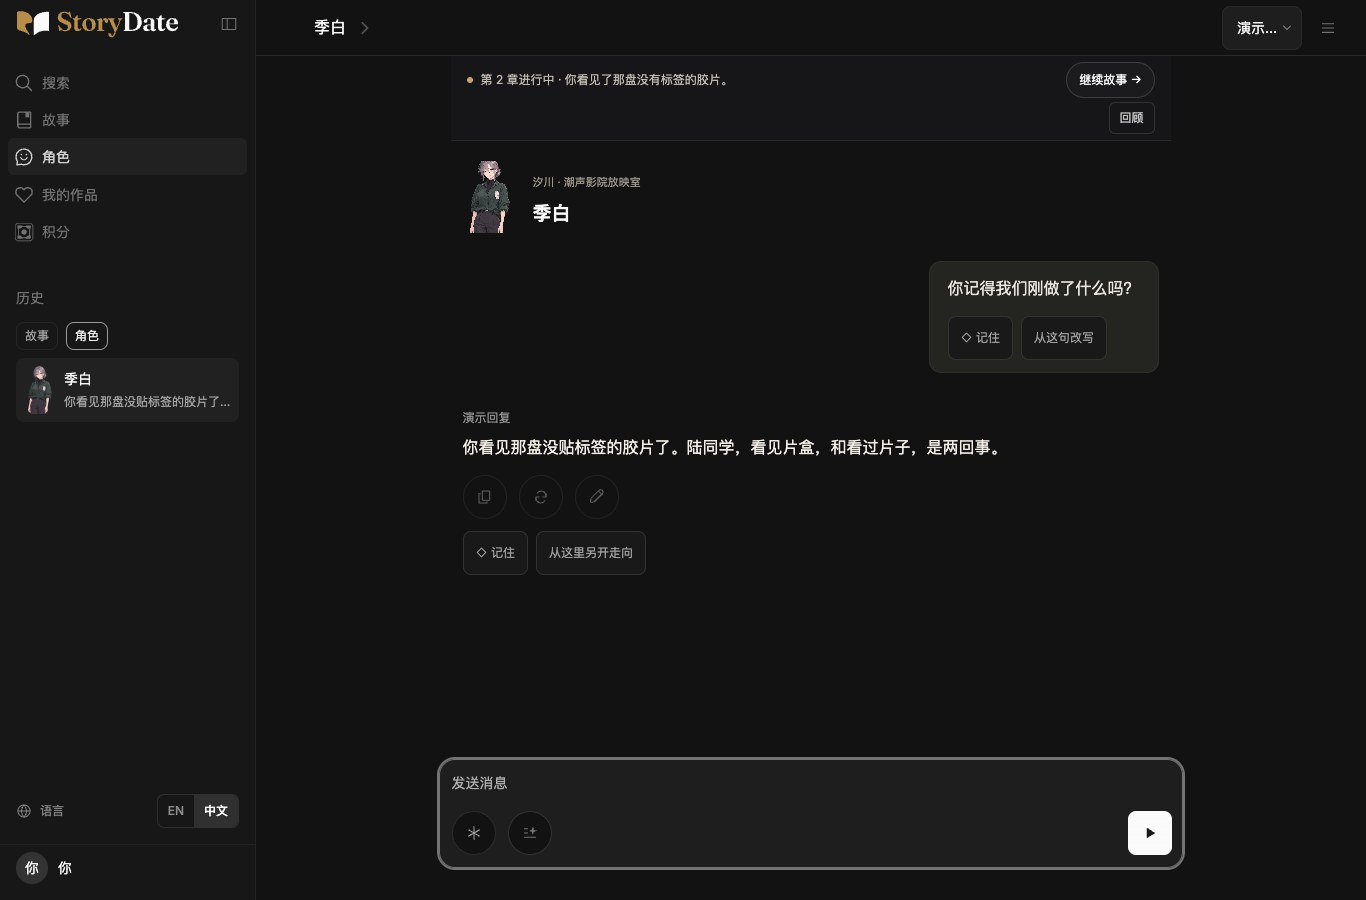 StoryDate
搜索
故事
角色
我的作品
积分
历史
故事
角色
季白
你看见那盘没贴标签的胶片了...
语言
EN
中文
你
你
季白
演示...
第 2 章进行中 · 你看见了那盘没有标签的胶片。
继续故事 →
回顾
汐川 · 潮声影院放映室
季白
你记得我们刚做了什么吗?
◇ 记住
从这句改写
演示回复
你看见那盘没贴标签的胶片了。陆同学，看见片盒，和看过片子，是两回事。
◇ 记住
从这里另开走向
发送消息